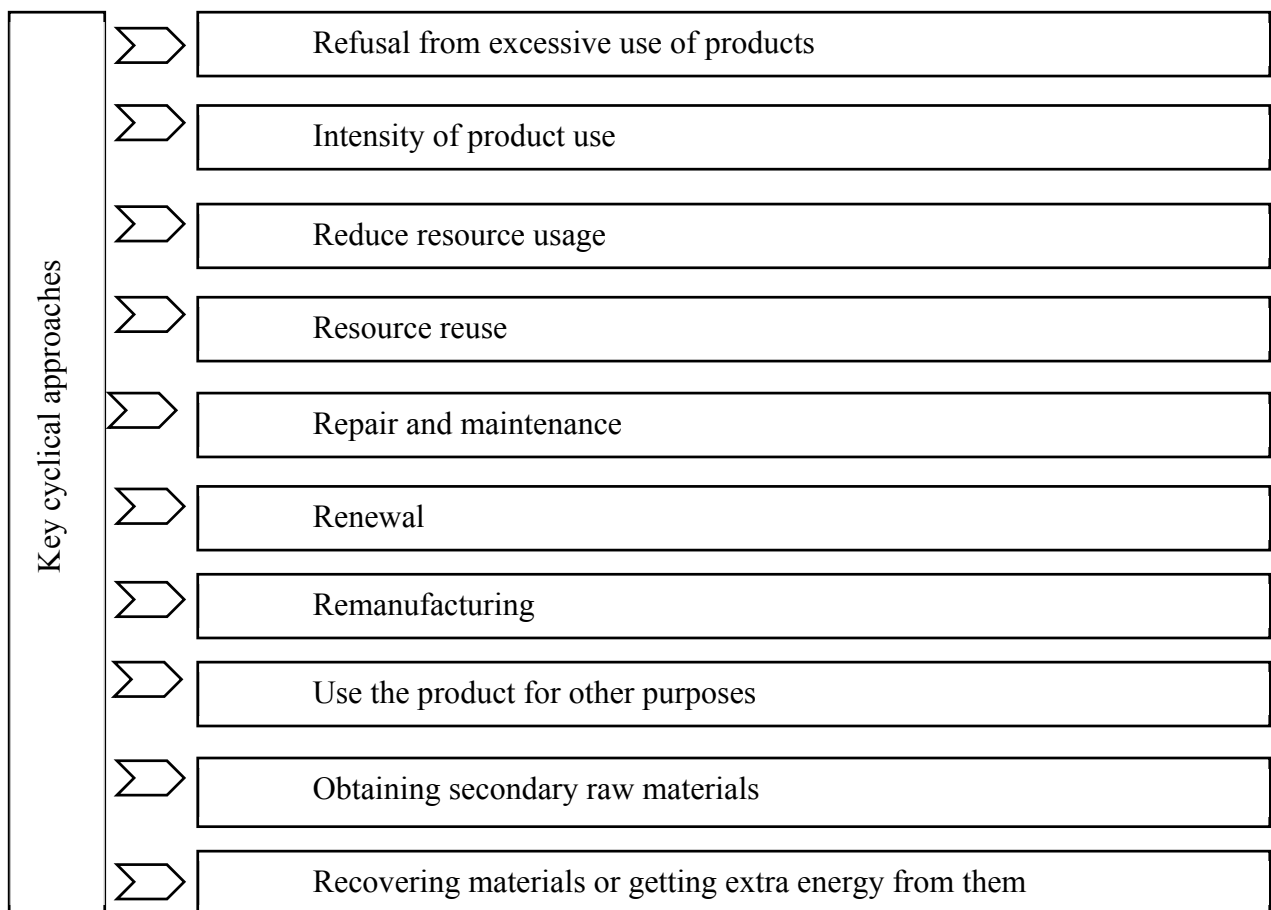 Key cyclical approaches
Refusal from excessive use of products
Intensity of product use
Reduce resource usage
Resource reuse
Repair and maintenance
Renewal
Remanufacturing
Use the product for other purposes
Obtaining secondary raw materials
Recovering materials or getting extra energy from them